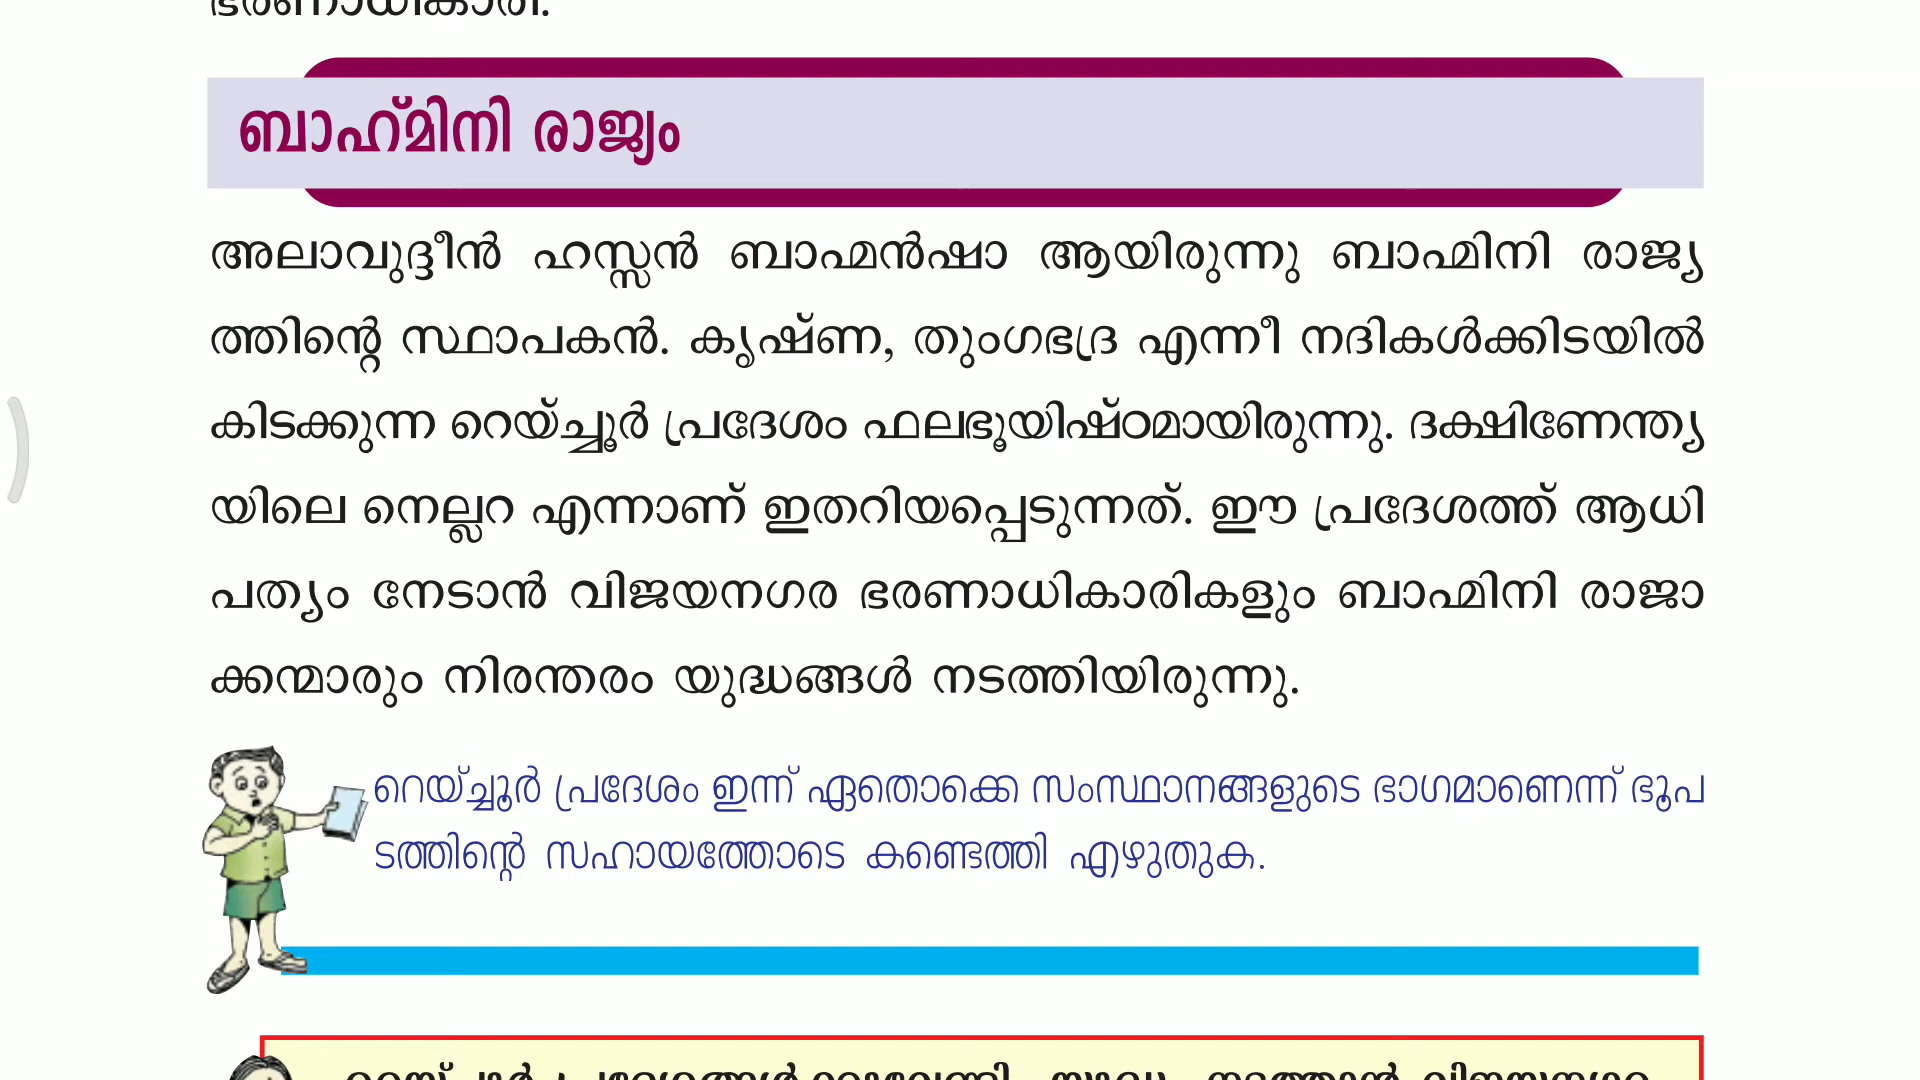 ഭരണാധികാരി.
ബാഹ്‌മിനി രാജ്യം
അലാവുദ്ദീൻ ഹസ്സൻ ബാഹ്മൻഷാ ആയിരുന്നു ബാഹ്മിനി രാജ്യ
ത്തിന്റെ സ്ഥാപകൻ. കൃഷ്ണ, തുംഗഭദ്ര എന്നീ നദികൾക്കിടയിൽ
കിടക്കുന്ന റെയ്ച്ചൂർ പ്രദേശം ഫലഭൂയിഷ്ഠമായിരുന്നു. ദക്ഷിണേന്ത്യ
യിലെ നെല്ലറ എന്നാണ് ഇതറിയപ്പെടുന്നത്. ഈ പ്രദേശത്ത് ആധി
പത്യം നേടാൻ വിജയനഗര ഭരണാധികാരികളും ബാഹ്മിനി രാജാ
ക്കന്മാരും നിരന്തരം യുദ്ധങ്ങൾ നടത്തിയിരുന്നു.
റെയ്ച്ചൂർ പ്രദേശം ഇന്ന് ഏതൊക്കെ സംസ്ഥാനങ്ങളുടെ ഭാഗമാണെന്ന് ഭൂപ
ടത്തിന്റെ സഹായത്തോടെ കണ്ടെത്തി എഴുതുക.